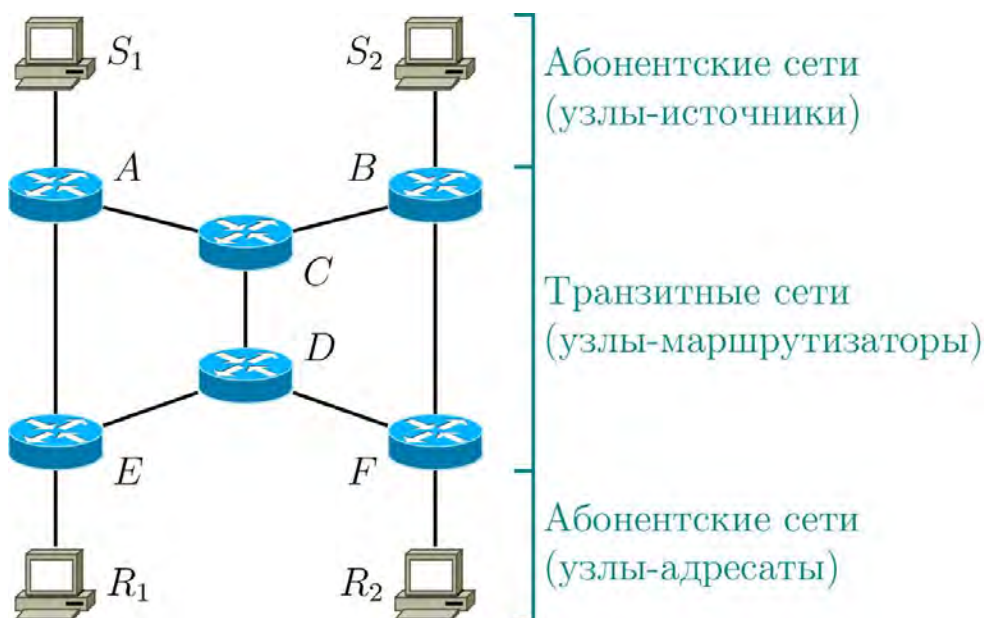 S₁
S₂
Абонентские сети
(узлы-источники)
A
B
C
Транзитные сети
(узлы-маршрутизаторы)
D
E
F
Абонентские сети
(узлы-адресаты)
R₁
R₂